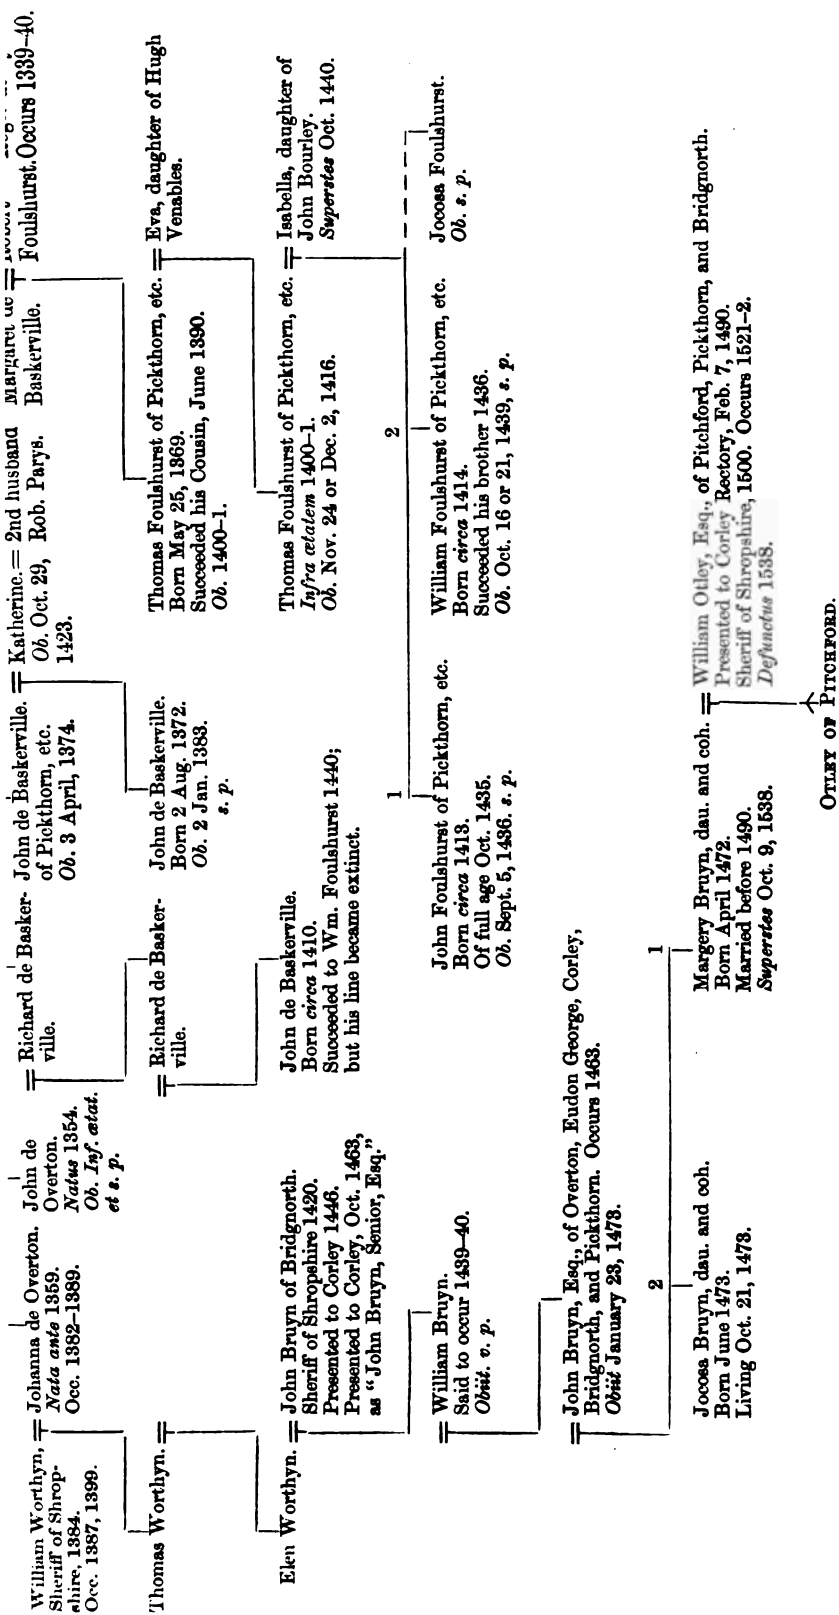 William Worthyn,
Sheriff of Shrop-
shire, 1384.
Occ. 1387, 1399.
Johanna de Overton.
Nata ante 1359.
Occ. 1382–1389.
John de
Overton.
Natus 1354.
Ob. Inf. ætat.
et s. p.
Richard de Basker-
ville.
John de Baskerville.
of Pickthorn, etc.
Ob. 3 April, 1374.
Katherine. = 2nd husband
Ob. Oct. 29,
1423.
Rob. Parys.
Margaret de
Baskerville.
Foulshurst. Occurs 1339–40.
Thomas Worthyn.
Richard de Basker-
ville.
John de Baskerville.
Born 2 Aug. 1372.
Ob. 2 Jan. 1383.
s. p.
Thomas Foulshurst of Pickthorn, etc.
Born May 25, 1369.
Succeeded his Cousin, June 1390.
Ob. 1400–1.
Eva, daughter of Hugh
Venables.
Elen Worthyn.
John Bruyn of Bridgnorth.
Sheriff of Shropshire 1420.
Presented to Corley 1446.
Presented to Corley, Oct. 1463,
as “John Bruyn, Senior, Esq.”
John de Baskerville.
Born circa 1410.
Succeeded to Wm. Foulshurst 1440;
but his line became extinct.
Thomas Foulshurst of Pickthorn, etc.
Infra ætatem 1400–1.
Ob. Nov. 24 or Dec. 2, 1416.
Isabella, daughter of
John Bourley.
Superstes Oct. 1440.
1
2
William Bruyn.
Said to occur 1439–40.
Obiit. v. p.
John Foulshurst of Pickthorn, etc.
Born circa 1413.
Of full age Oct. 1435.
Ob. Sept. 5, 1436. s. p.
William Foulshurst of Pickthorn, etc.
Born circa 1414.
Succeeded his brother 1436.
Ob. Oct. 16 or 21, 1439, s. p.
Jocosa Foulshurst.
Ob. s. p.
John Bruyn, Esq., of Overton, Eudon George, Corley,
Bridgnorth, and Pickthorn. Occurs 1463.
Obiit January 23, 1473.
2
1
Jocosa Bruyn, dau. and coh.
Born June 1473.
Living Oct. 21, 1473.
Margery Bruyn, dau. and coh.
Born April 1472.
Married before 1490.
Superstes Oct. 9, 1538.
William Otley, Esq., of Pitchford, Pickthorn, and Bridgnorth.
Presented to Corley Rectory, Feb. 7, 1490.
Sheriff of Shropshire, 1500. Occurs 1521–2.
Defunctus 1538.
OTLEY OF PITCHFORD.